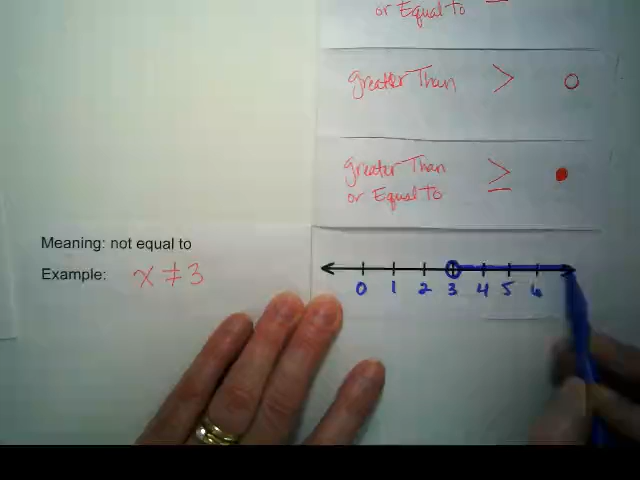 or Equal to
greater Than > ○
greater Than ≥ ●
or Equal to
Meaning: not equal to
Example: x ≠ 3
0 1 2 3 4 5 6